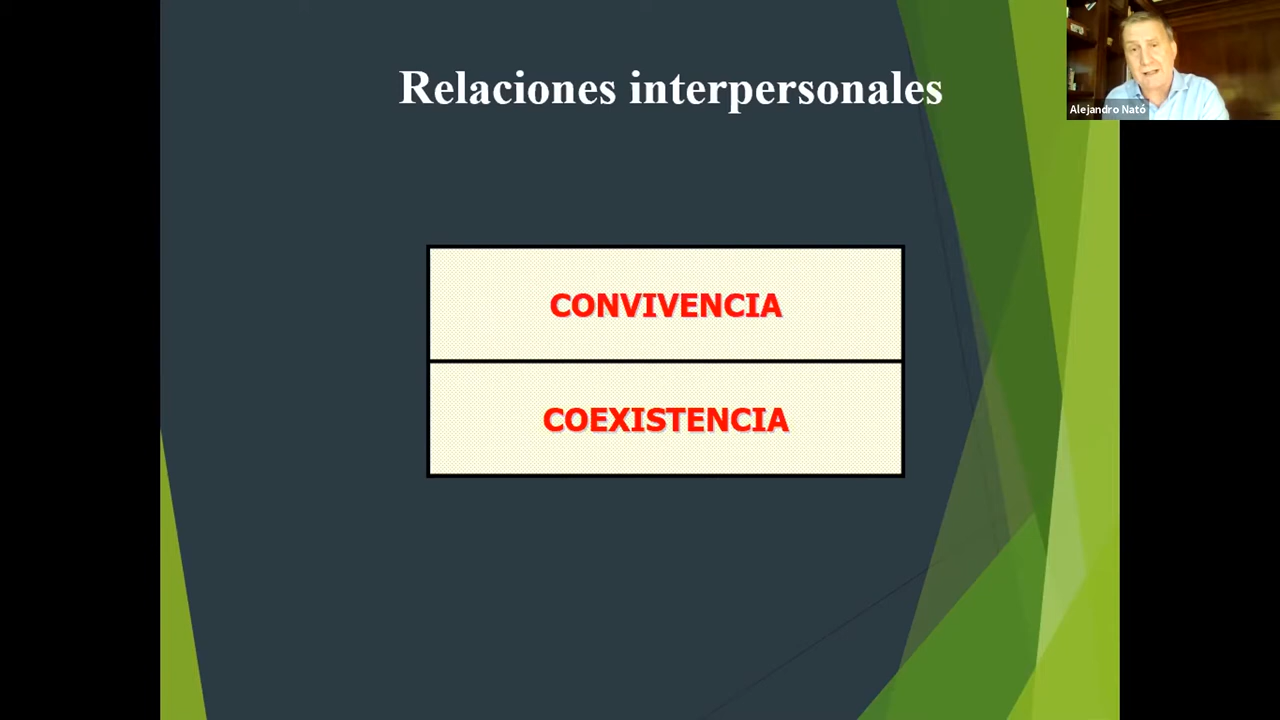 Relaciones interpersonales
Alejandro Nató
CONVIVENCIA
COEXISTENCIA